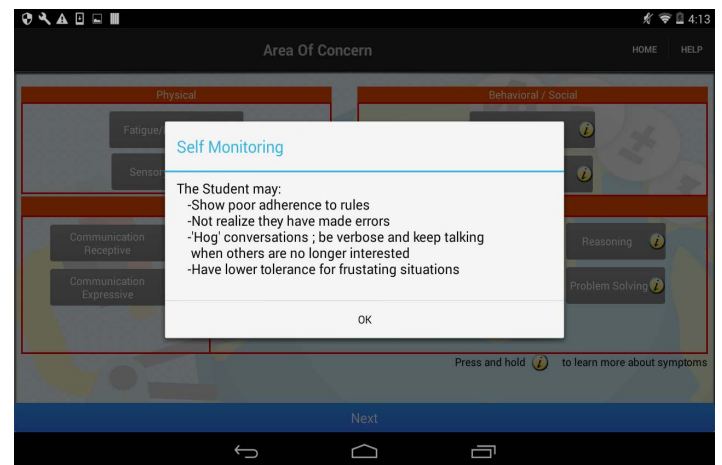 4:13
Area Of Concern
HOME
HELP
Physical
Behavioral / Social
Fatigue/
Sensor
Self Monitoring
The Student may:
-Show poor adherence to rules
-Not realize they have made errors
-'Hog' conversations ; be verbose and keep talking
when others are no longer interested
-Have lower tolerance for frustating situations
OK
Communication
Receptive
Reasoning
Communication
Expressive
Problem Solving
Press and hold i to learn more about symptoms
Next